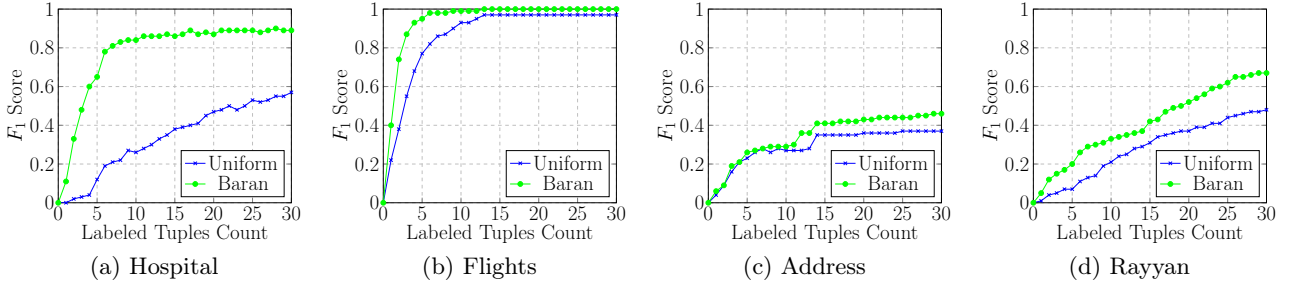 1
0.8
0.6
0.4
0.2
0
0 5 10 15 20 25 30
F1 Score
Labeled Tuples Count
Uniform
Baran
(a) Hospital
1
0.8
0.6
0.4
0.2
0
0 5 10 15 20 25 30
F1 Score
Labeled Tuples Count
Uniform
Baran
(b) Flights
1
0.8
0.6
0.4
0.2
0
0 5 10 15 20 25 30
F1 Score
Labeled Tuples Count
Uniform
Baran
(c) Address
1
0.8
0.6
0.4
0.2
0
0 5 10 15 20 25 30
F1 Score
Labeled Tuples Count
Uniform
Baran
(d) Rayyan